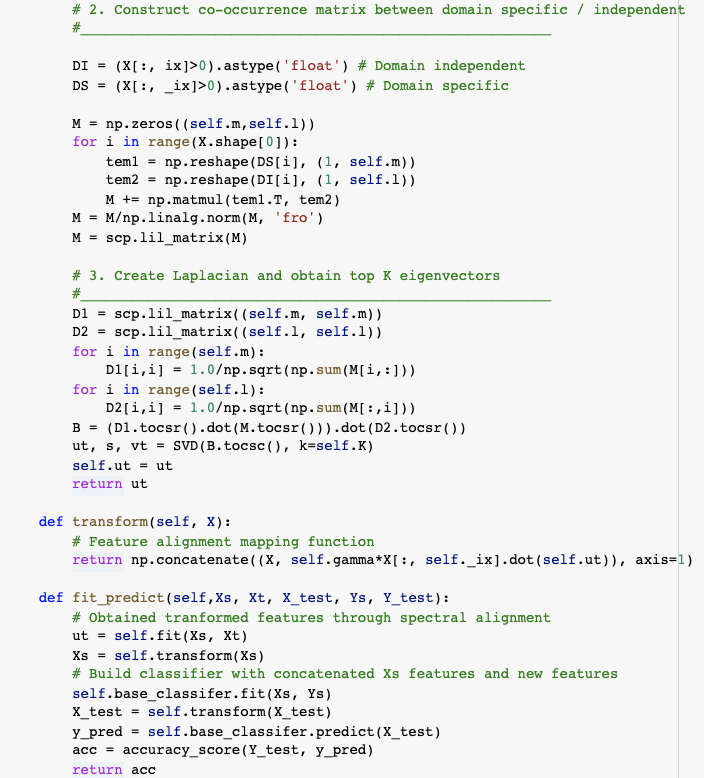 # 2. Construct co-occurrence matrix between domain specific / independent
#________________________________________________________
DI = (X[:, ix]>0).astype('float') # Domain independent
DS = (X[:, _ix]>0).astype('float') # Domain specific
M = np.zeros((self.m,self.l))
for i in range(X.shape[0]):
tem1 = np.reshape(DS[i], (1, self.m))
tem2 = np.reshape(DI[i], (1, self.l))
M += np.matmul(tem1.T, tem2)
M = M/np.linalg.norm(M, 'fro')
M = scp.lil_matrix(M)
# 3. Create Laplacian and obtain top K eigenvectors
#________________________________________________________
D1 = scp.lil_matrix((self.m, self.m))
D2 = scp.lil_matrix((self.l, self.l))
for i in range(self.m):
D1[i,i] = 1.0/np.sqrt(np.sum(M[i,:]))
for i in range(self.l):
D2[i,i] = 1.0/np.sqrt(np.sum(M[:,i]))
B = (D1.tocsr().dot(M.tocsr())).dot(D2.tocsr())
ut, s, vt = SVD(B.tocsc(), k=self.K)
self.ut = ut
return ut
def transform(self, X):
# Feature alignment mapping function
return np.concatenate((X, self.gamma*X[:, self._ix].dot(self.ut)), axis=1)
def fit_predict(self,Xs, Xt, X_test, Ys, Y_test):
# Obtained tranformed features through spectral alignment
ut = self.fit(Xs, Xt)
Xs = self.transform(Xs)
# Build classifier with concatenated Xs features and new features
self.base_classifer.fit(Xs, Ys)
X_test = self.transform(X_test)
y_pred = self.base_classifer.predict(X_test)
acc = accuracy_score(Y_test, y_pred)
return acc